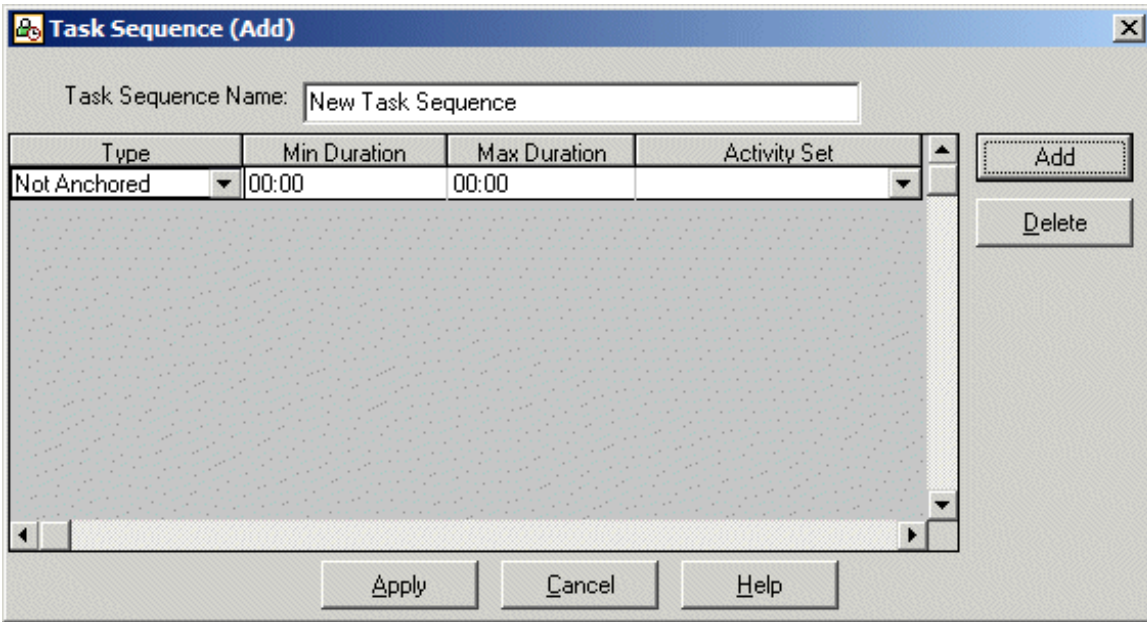 Task Sequence (Add)
Task Sequence Name: New Task Sequence
Type Min Duration Max Duration Activity Set Add
Not Anchored 00:00 00:00
Delete
Apply Cancel Help